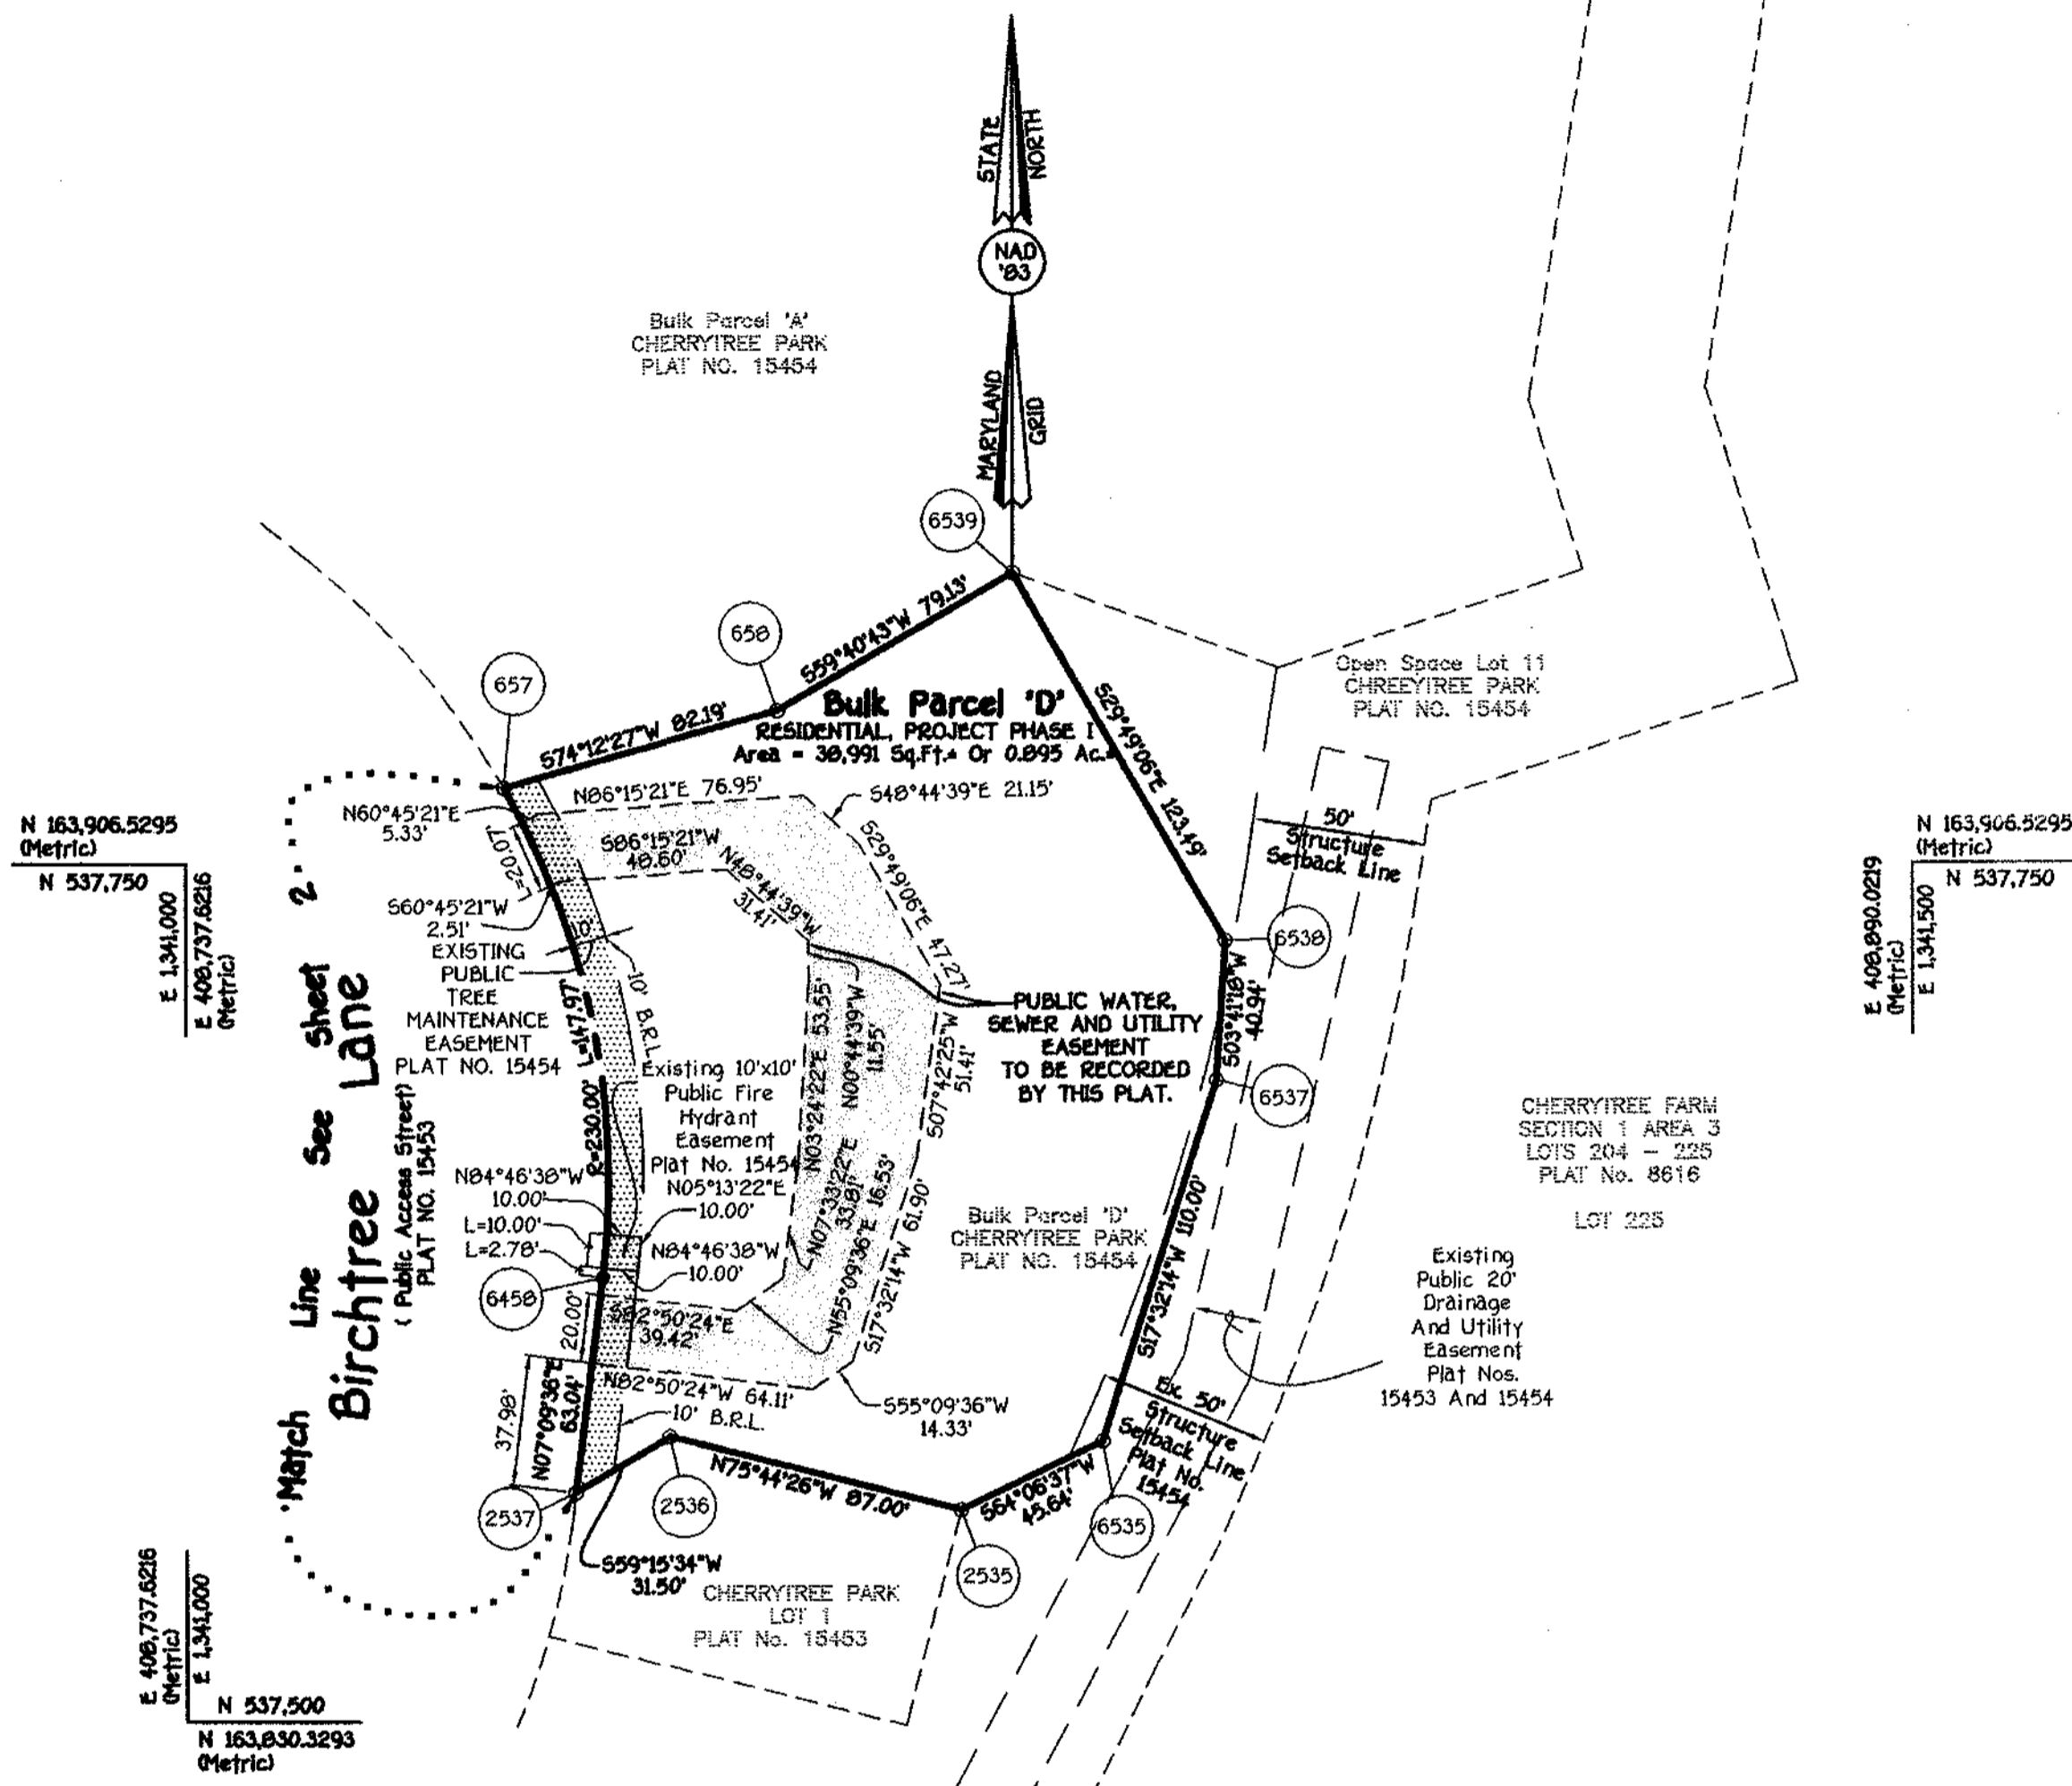 STATE
NORTH
NAD
'83
MARYLAND
GRID
Bulk Parcel 'A'
CHERRYTREE PARK
PLAT NO. 15454
6539
658
657
S59°40'43"W 79.13'
S74°12'27"W 82.19'
Bulk Parcel 'D'
RESIDENTIAL, PROJECT PHASE I
Area = 38,991 Sq.Ft.± Or 0.895 Ac.±
S29°49'06"E 123.49'
Open Space Lot 11
CHREEYTREE PARK
PLAT NO. 15454
N60°45'21"E
5.33'
L=20.07'
N86°15'21"E 76.95'
S48°44'39"E 21.15'
S86°15'21"W
48.60'
N48°44'39"W
31.41'
S29°49'06"E 47.27'
50'
Structure
Setback Line
N 163,906.5295
(Metric)
N 537,750
E 1,341,000
E 408,737.6216
(Metric)
N 163,906.5295
(Metric)
N 537,750
E 408,890.0219
(Metric)
E 1,341,500
S60°45'21"W
2.51'
10'
EXISTING
PUBLIC
TREE
MAINTENANCE
EASEMENT
PLAT NO. 15454
10' B.R.L.
L=147.97'
R=230.00'
6538
S03°41'18"W
40.94'
6537
PUBLIC WATER,
SEWER AND UTILITY
EASEMENT
TO BE RECORDED
BY THIS PLAT.
Existing 10'x10'
Public Fire
Hydrant
Easement
Plat No. 15454
N03°24'22"E 53.55'
N00°44'39"W
11.55'
S07°42'25"W
51.41'
N07°33'22"E
33.81'
N55°09'36"E 16.53'
S17°32'14"W 61.90'
N05°13'22"E
10.00'
N84°46'38"W
10.00'
L=10.00'
L=2.78'
N84°46'38"W
10.00'
6458
S82°50'24"E
39.42'
20.00'
N82°50'24"W 64.11'
37.98'
N07°09'36"E
63.04'
10' B.R.L.
S55°09'36"W
14.33'
Bulk Parcel 'D'
CHERRYTREE PARK
PLAT NO. 15454
S17°32'14"W 110.00'
CHERRYTREE FARM
SECTION 1 AREA 3
LOTS 204 - 225
PLAT No. 8616
LOT 225
Existing
Public 20'
Drainage
And Utility
Easement
Plat Nos.
15453 And 15454
Ex. 50'
Structure
Setback Line
Plat No.
15454
Match Line See Sheet 2
Birchtree Lane
( Public Access Street)
PLAT NO. 15453
2537
2536
N75°44'26"W 87.00'
S64°06'37"W
45.64'
6535
2535
S59°15'34"W
31.50'
CHERRYTREE PARK
LOT 1
PLAT No. 15453
E 408,737.6216
(Metric)
E 1,341,000
N 537,500
N 163,830.3293
(Metric)